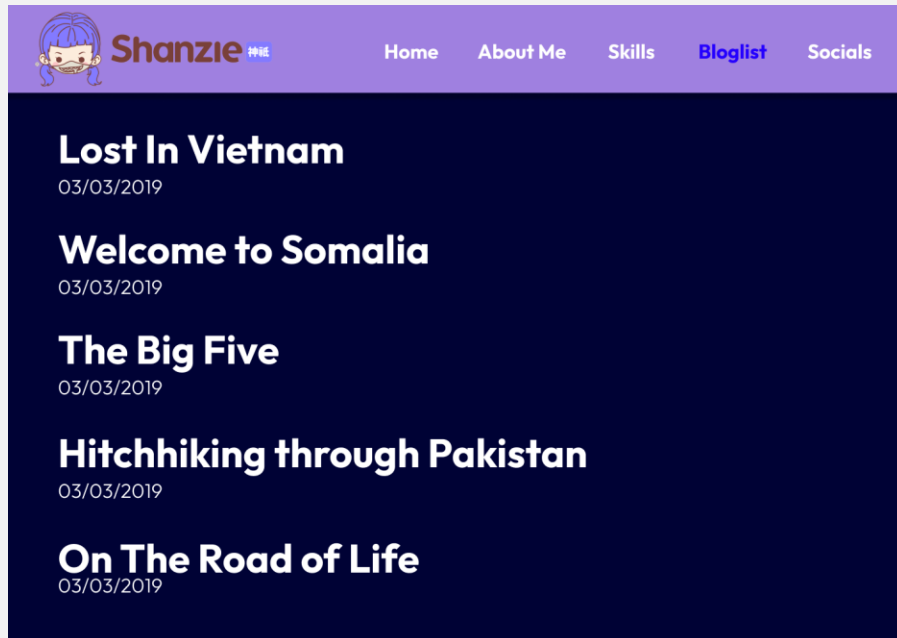 Shanzie 神祇
Home About Me Skills Bloglist Socials
Lost In Vietnam
03/03/2019
Welcome to Somalia
03/03/2019
The Big Five
03/03/2019
Hitchhiking through Pakistan
03/03/2019
On The Road of Life
03/03/2019